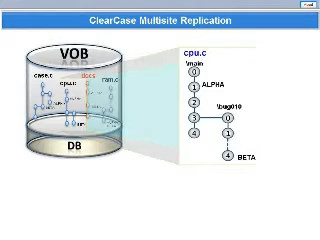 ClearCase Multisite Replication
VOB
case.c
docs
ram.c
cpu.c
DB
cpu.c
\main
0
1
ALPHA
2
3
4
\bug010
0
1
4
BETA